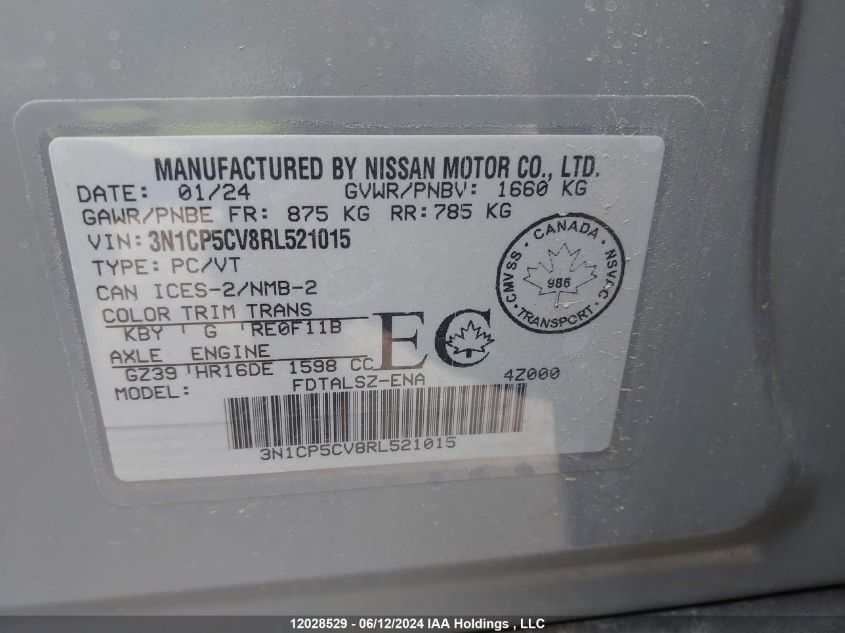 MANUFACTURED BY NISSAN MOTOR CO., LTD.
DATE: 01/24 GVWR/PNBV: 1660 KG
GAWR/PNBE FR: 875 KG RR:785 KG
VIN: 3N1CP5CV8RL521015
TYPE: PC/VT
CAN ICES-2/NMB-2
COLOR TRIM TRANS
KBY G RE0F11B
AXLE ENGINE
GZ39 HR16DE 1598 CC
MODEL: FDTALSZ-ENA 4Z000
3N1CP5CV8RL521015
EC
CANADA
CMVSS 986 NSVAC
TRANSPORT
12028529 - 06/12/2024 IAA Holdings , LLC